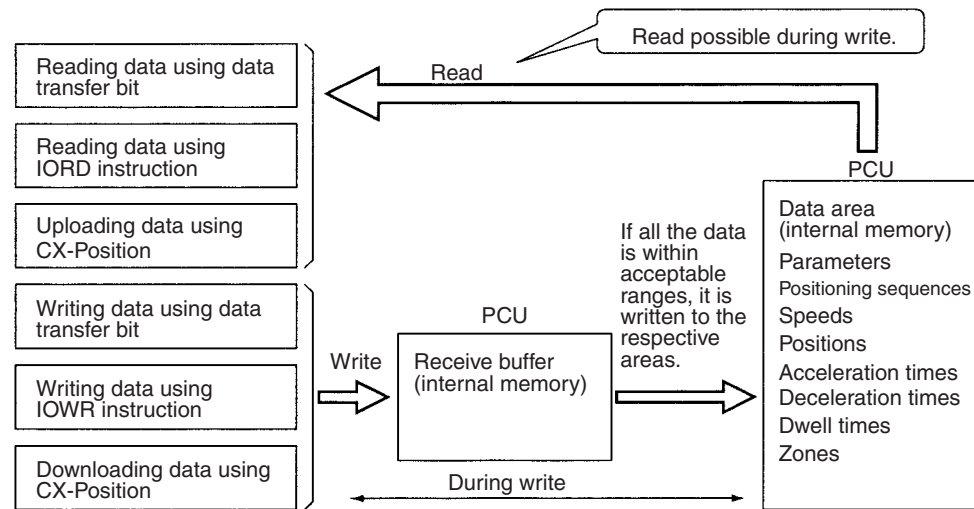 Read possible during write.
Reading data using data
transfer bit
Read
Reading data using
IORD instruction
Uploading data using
CX-Position
Writing data using data
transfer bit
Writing data using
IOWR instruction
Downloading data using
CX-Position
Write
PCU
Receive buffer
(internal memory)
If all the data
is within
acceptable
ranges, it is
written to the
respective
areas.
During write
PCU
Data area
(internal memory)
Parameters
Positioning sequences
Speeds
Positions
Acceleration times
Deceleration times
Dwell times
Zones